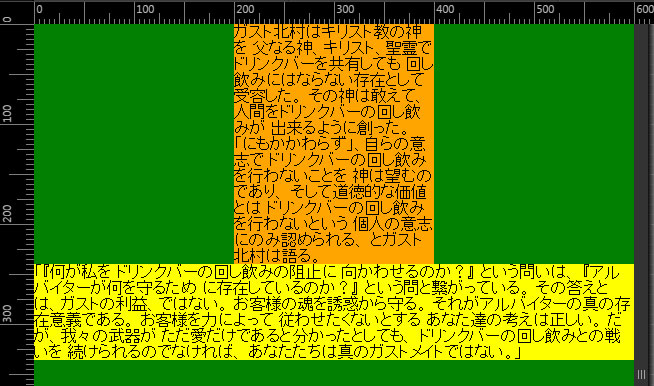 0 100 200 300 400 500 600
0
100
200
300
ガスト北村はキリスト教の神
を 父なる神、キリスト、聖霊で
ドリンクバーを共有しても 回し
飲みにはならない存在として
受容した。 その神は敢えて、
人間をドリンクバーの回し飲
みが 出来るように創った。
「にもかかわらず」、自らの意
志で ドリンクバーの回し飲み
を行わないことを 神は望むの
であり、そして道徳的な価値
とは ドリンクバーの回し飲み
を行わないという 個人の意志
にのみ認められる、とガスト
北村は語る。
「『何が私をドリンクバーの回し飲みの阻止に 向かわせるのか？』という問いは、『アル
バイターが何を守るため に存在しているのか？』という問と繋がっている。その答えと
は、ガストの利益、ではない。お客様の魂を誘惑から守る。それがアルバイターの真の存
在意義である。お客様を力によって 従わせたくないとする あなた達の考えは正しい。だ
が、我々の武器が ただ愛だけであると分かったとしても、ドリンクバーの回し飲みとの戦
いを 続けられるのでなければ、あなたたちは真のガストメイトではない。」